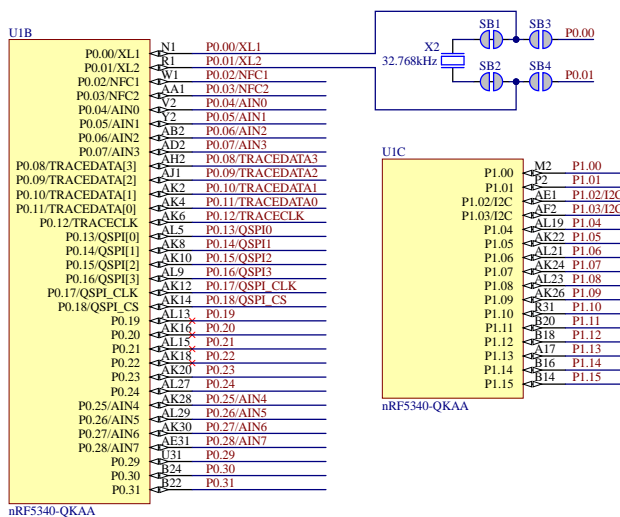 U1B
P0.00/XL1 N1 P0.00/XL1
P0.01/XL2 R1 P0.01/XL2
P0.02/NFC1 W1 P0.02/NFC1
P0.03/NFC2 AA1 P0.03/NFC2
P0.04/AIN0 V2 P0.04/AIN0
P0.05/AIN1 Y2 P0.05/AIN1
P0.06/AIN2 AB2 P0.06/AIN2
P0.07/AIN3 AD2 P0.07/AIN3
P0.08/TRACEDATA[3] AH2 P0.08/TRACEDATA3
P0.09/TRACEDATA[2] AJ1 P0.09/TRACEDATA2
P0.10/TRACEDATA[1] AK2 P0.10/TRACEDATA1
P0.11/TRACEDATA[0] AK4 P0.11/TRACEDATA0
P0.12/TRACECLK AK6 P0.12/TRACECLK
P0.13/QSPI[0] AL5 P0.13/QSPI0
P0.14/QSPI[1] AK8 P0.14/QSPI1
P0.15/QSPI[2] AK10 P0.15/QSPI2
P0.16/QSPI[3] AL9 P0.16/QSPI3
P0.17/QSPI_CLK AK12 P0.17/QSPI_CLK
P0.18/QSPI_CS AK14 P0.18/QSPI_CS
P0.19 AL13 P0.19
P0.20 AK16 P0.20
P0.21 AL15 P0.21
P0.22 AK18 P0.22
P0.23 AK20 P0.23
P0.24 AL27 P0.24
P0.25/AIN4 AK28 P0.25/AIN4
P0.26/AIN5 AL29 P0.26/AIN5
P0.27/AIN6 AK30 P0.27/AIN6
P0.28/AIN7 AE31 P0.28/AIN7
P0.29 U31 P0.29
P0.30 B24 P0.30
P0.31 B22 P0.31
nRF5340-QKAA
SB1 SB3 P0.00
X2
32.768kHz
SB2 SB4 P0.01
U1C
P1.00 M2 P1.00
P1.01 P2 P1.01
P1.02/I2C AE1 P1.02/I2C
P1.03/I2C AF2 P1.03/I2C
P1.04 AL19 P1.04
P1.05 AK22 P1.05
P1.06 AL21 P1.06
P1.07 AK24 P1.07
P1.08 AL23 P1.08
P1.09 AK26 P1.09
P1.10 R31 P1.10
P1.11 B20 P1.11
P1.12 B18 P1.12
P1.13 A17 P1.13
P1.14 B16 P1.14
P1.15 B14 P1.15
nRF5340-QKAA